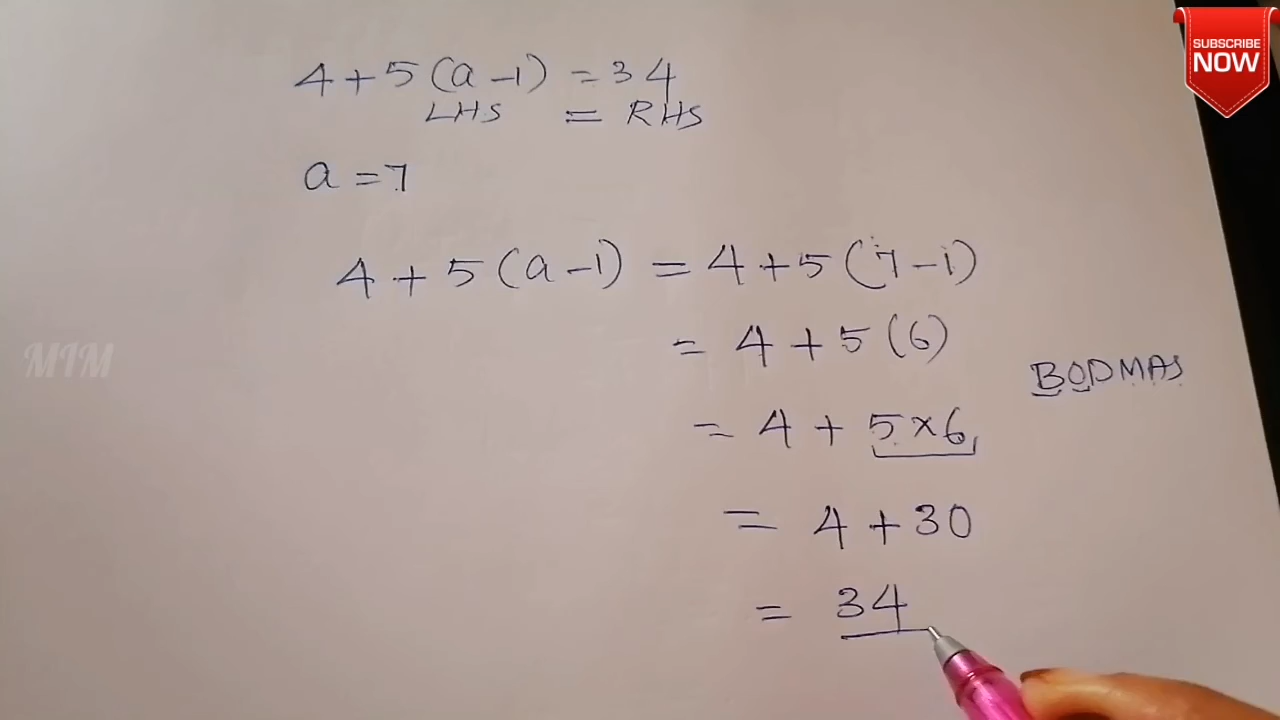 SUBSCRIBE
NOW
4+5(a-1) =34
LHS = RHS
a=7
4+5(a-1) = 4+5(7-1)
= 4+5(6)
MIM
BODMAS
= 4+5×6
= 4+30
= 34